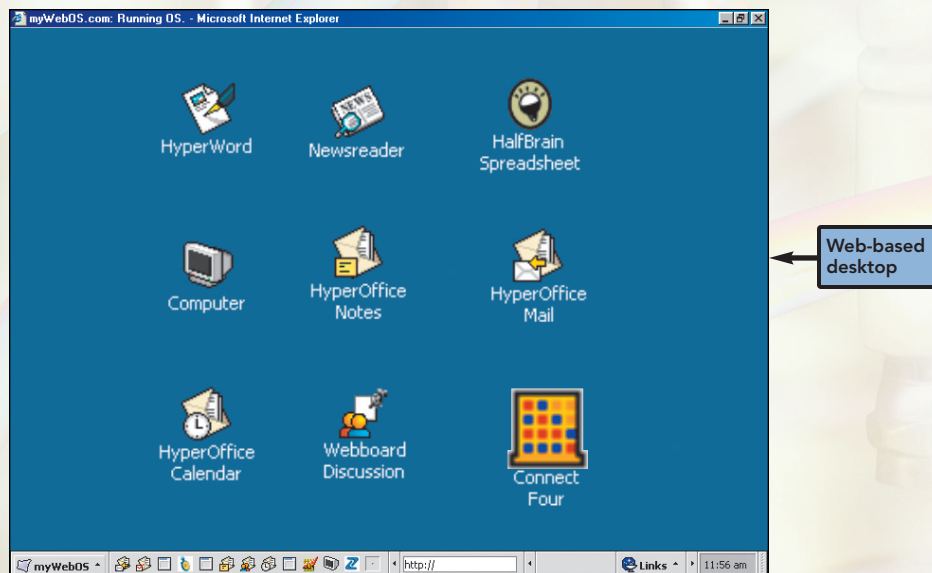 myWebOS.com: Running OS. - Microsoft Internet Explorer
HyperWord
NEWS
Newsreader
HalfBrain
Spreadsheet
Computer
HyperOffice
Notes
HyperOffice
Mail
HyperOffice
Calendar
Webboard
Discussion
Connect
Four
Web-based
desktop
myWebOS
http://
Links
11:56 am